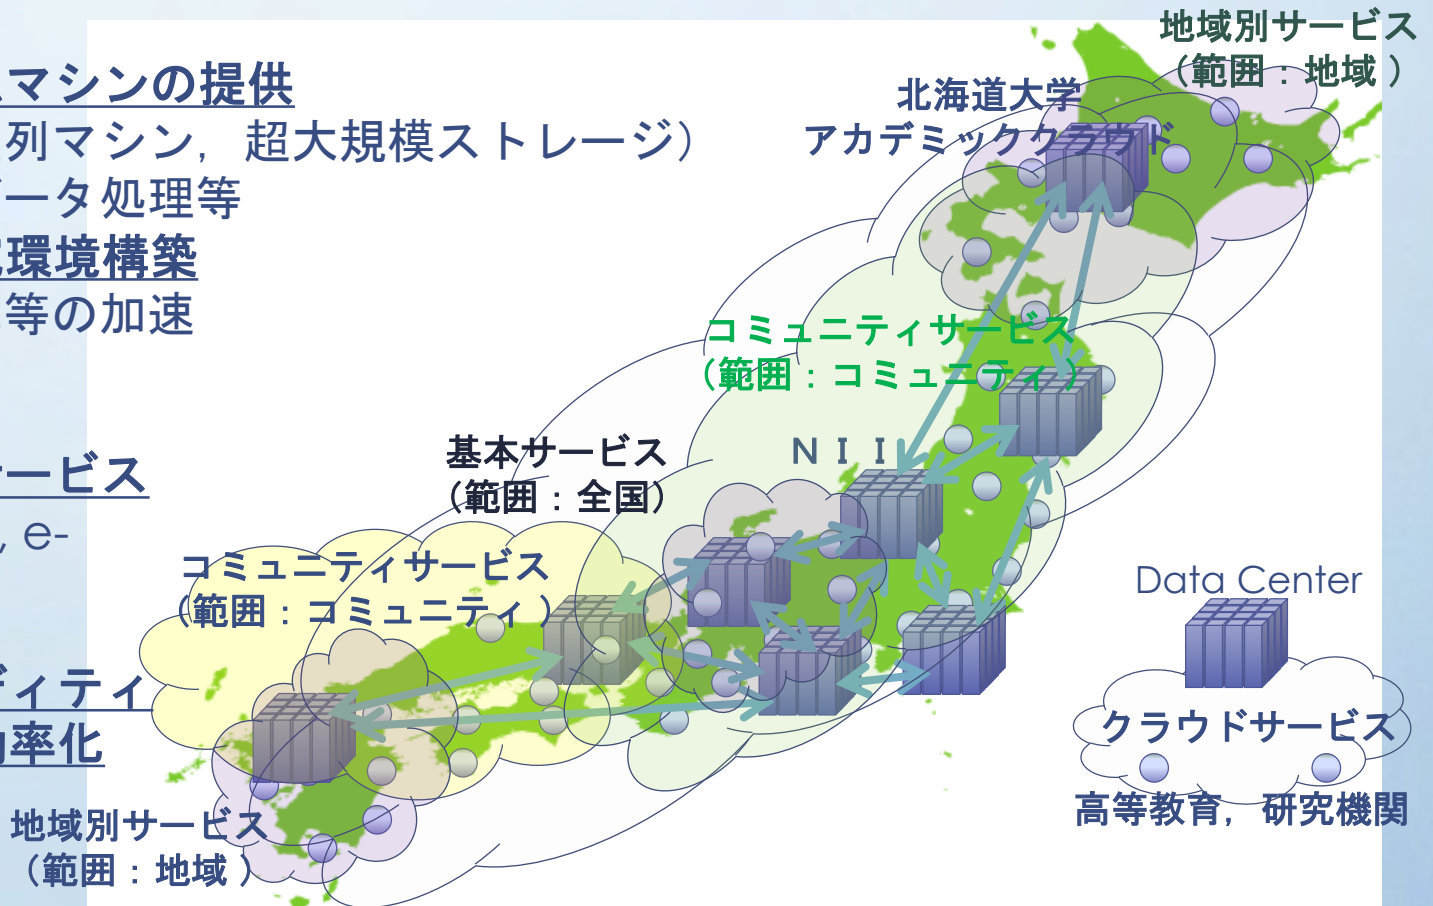 マシンの提供
列マシン，超大規模ストレージ）
ータ処理等
環境構築
等の加速
ービス
, e-
ィティ
率化
地域別サービス
（範囲：地域 ）
北海道大学
アカデミッククラウド
コミュニティサービス
（範囲：コミュニティ ）
ＮＩＩ
基本サービス
（範囲：全国）
コミュニティサービス
（範囲：コミュニティ ）
地域別サービス
（範囲：地域 ）
Data Center
クラウドサービス
高等教育，研究機関